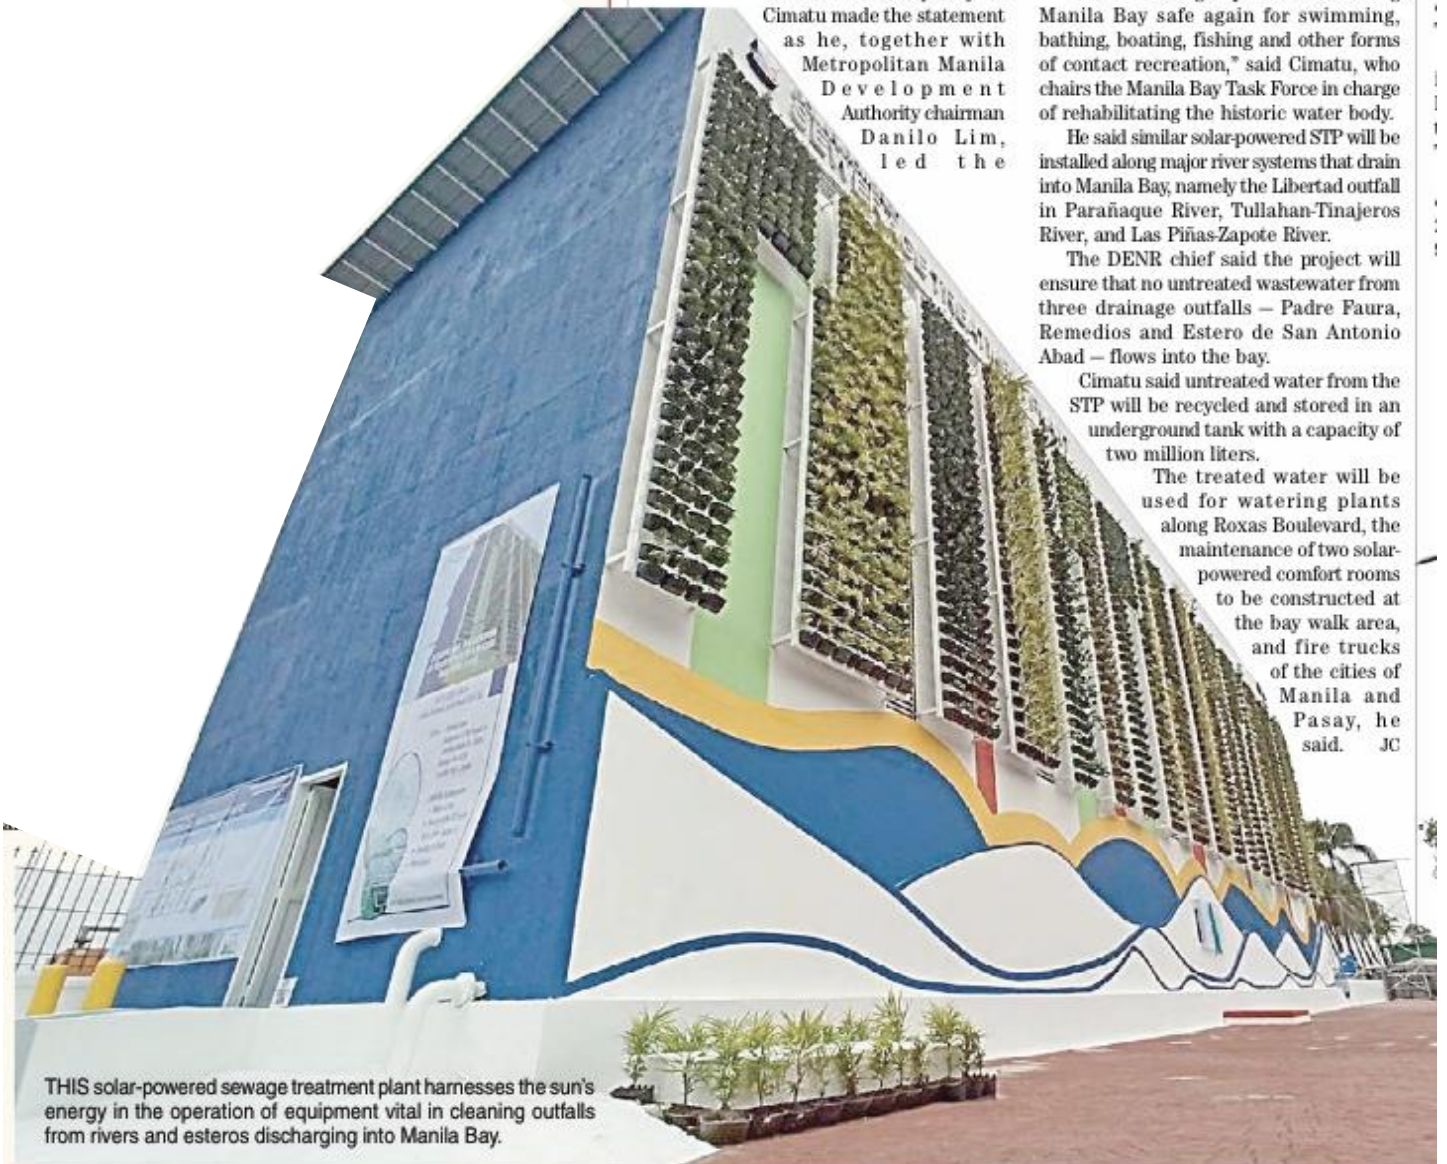 Cimatu made the statement
as he, together with
Metropolitan Manila
Development
Authority chairman
Danilo Lim,
led the
Manila Bay safe again for swimming,
bathing, boating, fishing and other forms
of contact recreation," said Cimatu, who
chairs the Manila Bay Task Force in charge
of rehabilitating the historic water body.
He said similar solar-powered STP will be
installed along major river systems that drain
into Manila Bay, namely the Libertad outfall
in Parañaque River, Tullahan-Tinajeros
River, and Las Piñas-Zapote River.
The DENR chief said the project will
ensure that no untreated wastewater from
three drainage outfalls — Padre Faura,
Remedios and Estero de San Antonio
Abad — flows into the bay.
Cimatu said untreated water from the
STP will be recycled and stored in an
underground tank with a capacity of
two million liters.
The treated water will be
used for watering plants
along Roxas Boulevard, the
maintenance of two solar-
powered comfort rooms
to be constructed at
the bay walk area,
and fire trucks
of the cities of
Manila and
Pasay, he
said. JC
THIS solar-powered sewage treatment plant harnesses the sun's
energy in the operation of equipment vital in cleaning outfalls
from rivers and esteros discharging into Manila Bay.